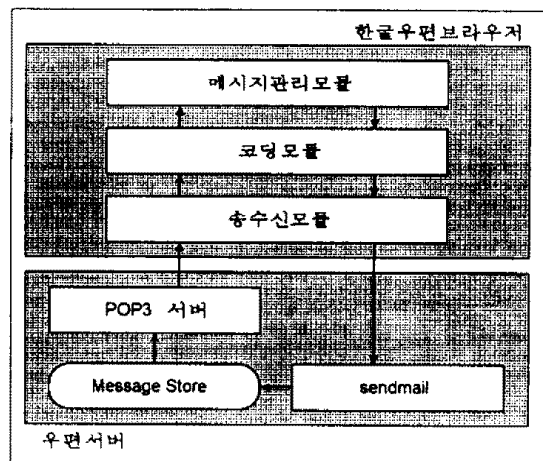 한글우편브라우저
메시지관리모듈
코딩모듈
송수신모듈
POP3 서버
Message Store
sendmail
우편서버